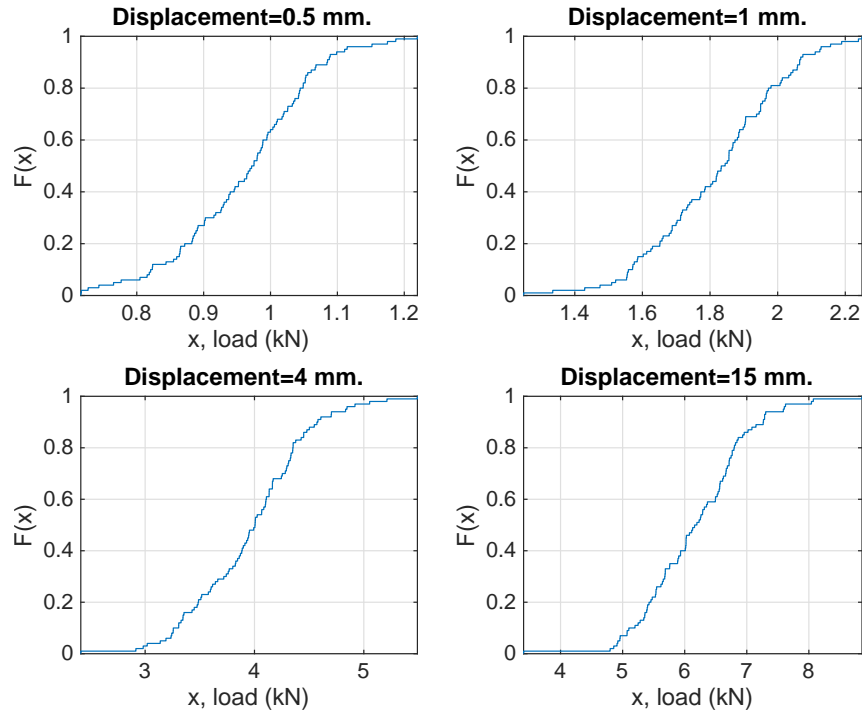 Displacement=0.5 mm.
1
0.8
0.6
0.4
0.2
0
F(x)
0.8 0.9 1 1.1 1.2
x, load (kN)
Displacement=1 mm.
1
0.8
0.6
0.4
0.2
0
F(x)
1.4 1.6 1.8 2 2.2
x, load (kN)
Displacement=4 mm.
1
0.8
0.6
0.4
0.2
0
F(x)
3 4 5
x, load (kN)
Displacement=15 mm.
1
0.8
0.6
0.4
0.2
0
F(x)
4 5 6 7 8
x, load (kN)